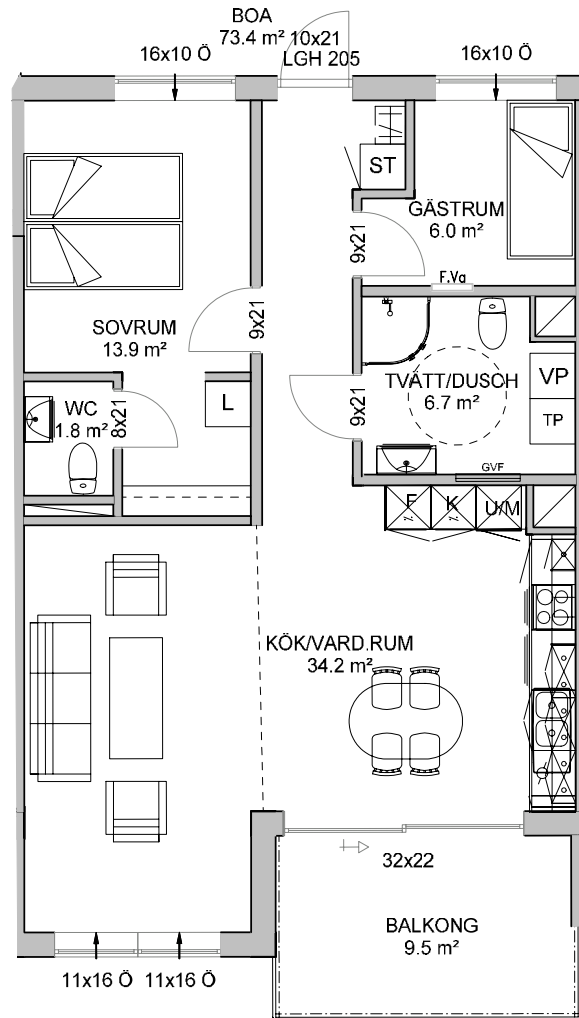 BOA
73.4 m² 10x21
LGH 205
16x10 Ö
16x10 Ö
ST
GÄSTRUM
6.0 m²
9x21
F.Vg
9x21
SOVRUM
13.9 m²
TVÄTT/DUSCH
6.7 m²
VP
TP
9x21
WC
1.8 m²
8x21
L
GVF
F
K
U/M
KÖK/VARD.RUM
34.2 m²
32x22
BALKONG
9.5 m²
11x16 Ö
11x16 Ö